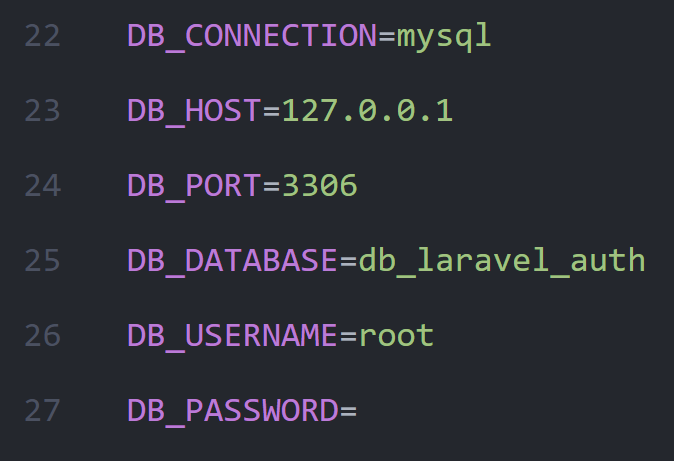 22 DB_CONNECTION=mysql
23 DB_HOST=127.0.0.1
24 DB_PORT=3306
25 DB_DATABASE=db_laravel_auth
26 DB_USERNAME=root
27 DB_PASSWORD=